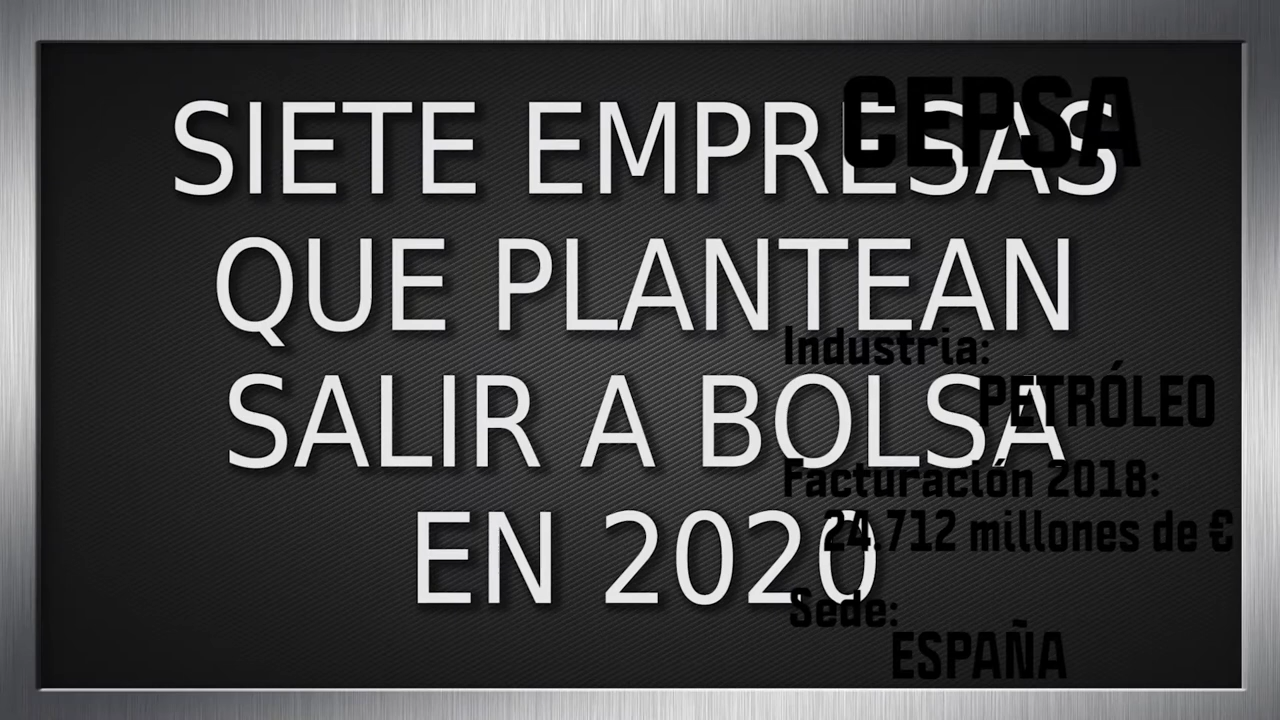 SIETE EMPRESAS
QUE PLANTEAN
SALIR A BOLSA
EN 2020
CEPSA
Industria:
PETRÓLEO
Facturación 2018:
24.712 millones de €
Sede:
ESPAÑA